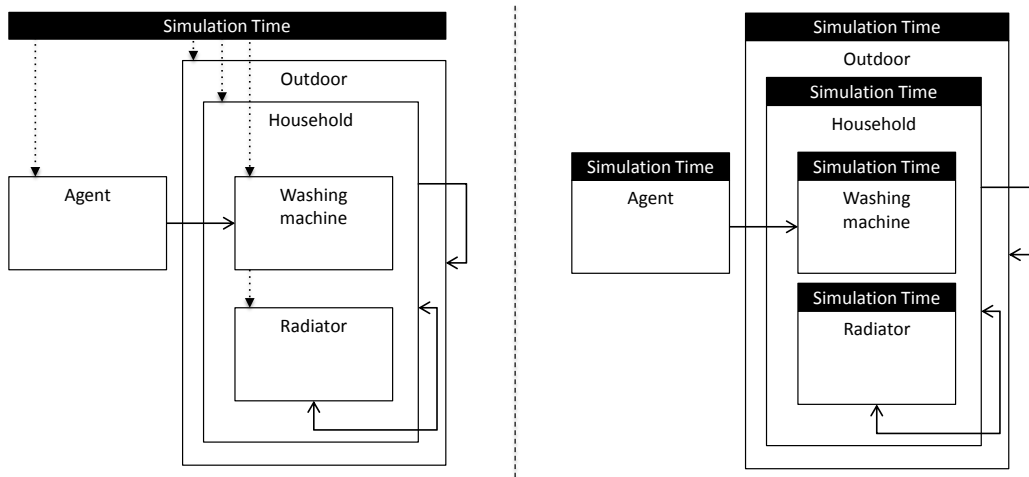 Simulation Time
Outdoor
Household
Agent
Washing
machine
Radiator
Simulation Time
Outdoor
Simulation Time
Household
Simulation Time
Agent
Simulation Time
Washing
machine
Simulation Time
Radiator